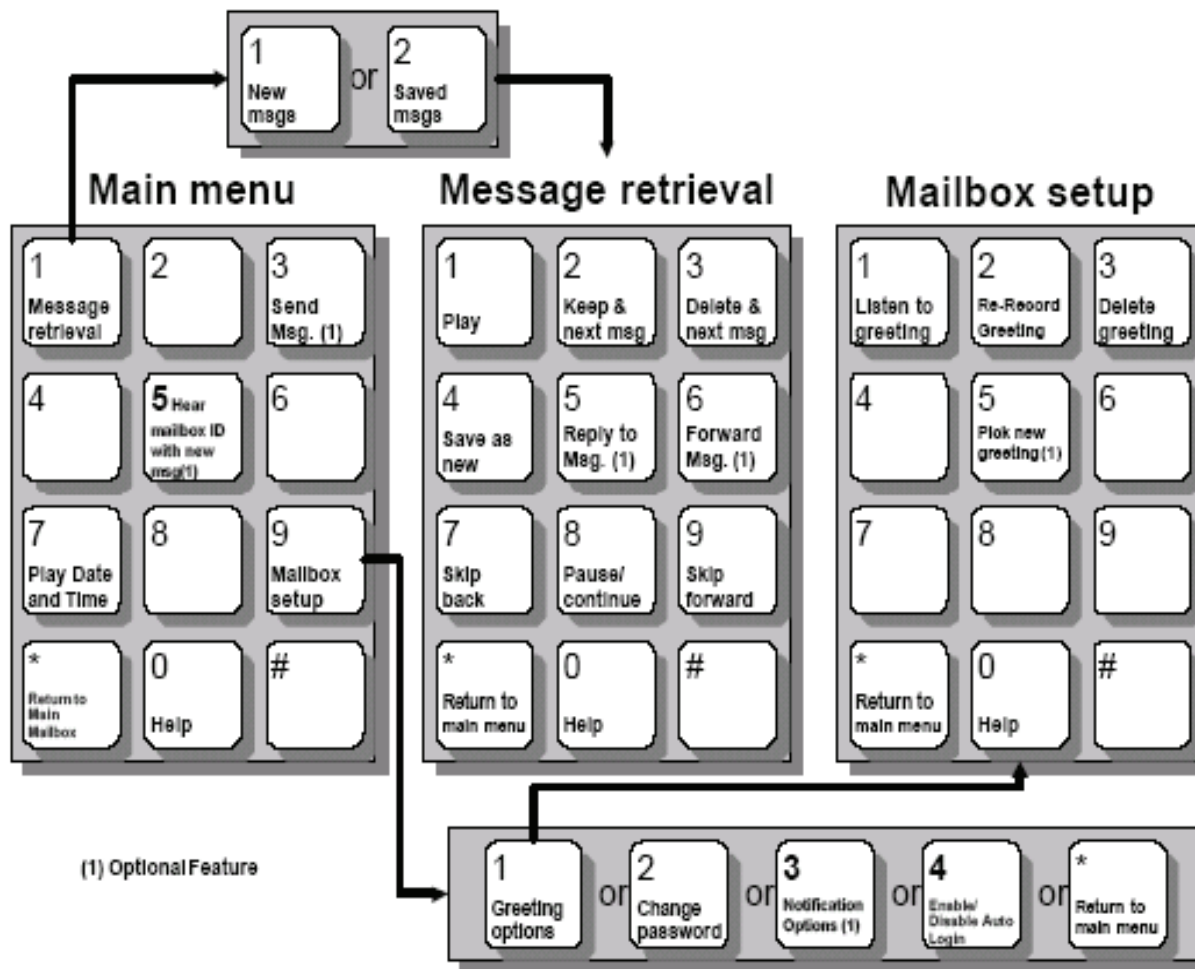 1
New
msgs
or
2
Saved
msgs
Main menu
1
Message
retrieval
2
3
Send
Msg. (1)
4
5 Hear
mailbox ID
with new
msg(1)
6
7
Play Date
and Time
8
9
Mailbox
setup
*
Return to
Main
Mailbox
0
Help
#
Message retrieval
1
Play
2
Keep &
next msg
3
Delete &
next msg
4
Save as
new
5
Reply to
Msg. (1)
6
Forward
Msg. (1)
7
Skip
back
8
Pause/
continue
9
Skip
forward
*
Return to
main menu
0
Help
#
Mailbox setup
1
Listen to
greeting
2
Re-Record
Greeting
3
Delete
greeting
4
5
Pick new
greeting (1)
6
7
8
9
*
Return to
main menu
0
Help
#
(1) Optional Feature
1
Greeting
options
or
2
Change
password
or
3
Notification
Options (1)
or
4
Enable/
Disable Auto
Login
or
*
Return to
main menu